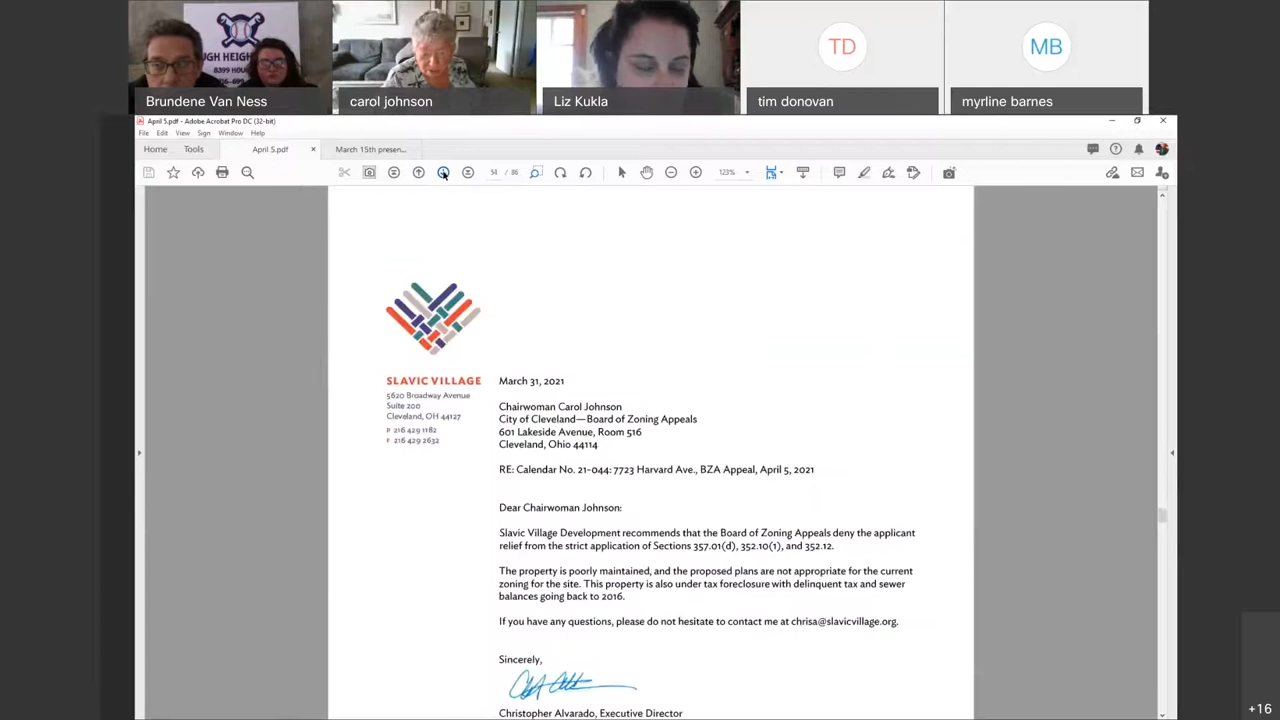 UGH HEIGH
8399 HOU
216-699
Brundene Van Ness
carol johnson
Liz Kukla
TD
tim donovan
MB
myrline barnes
April 5.pdf - Adobe Acrobat Pro DC (32-bit)
File Edit View Sign Window Help
Home Tools April 5.pdf × March 15th presen...
54 / 86 123%
SLAVIC VILLAGE
5620 Broadway Avenue
Suite 200
Cleveland, OH 44127
P 216 429 1182
F 216 429 2632
March 31, 2021
Chairwoman Carol Johnson
City of Cleveland—Board of Zoning Appeals
601 Lakeside Avenue, Room 516
Cleveland, Ohio 44114
RE: Calendar No. 21-044: 7723 Harvard Ave., BZA Appeal, April 5, 2021
Dear Chairwoman Johnson:
Slavic Village Development recommends that the Board of Zoning Appeals deny the applicant
relief from the strict application of Sections 357.01(d), 352.10(1), and 352.12.
The property is poorly maintained, and the proposed plans are not appropriate for the current
zoning for the site. This property is also under tax foreclosure with delinquent tax and sewer
balances going back to 2016.
If you have any questions, please do not hesitate to contact me at chrisa@slavicvillage.org.
Sincerely,
Christopher Alvarado, Executive Director
+16